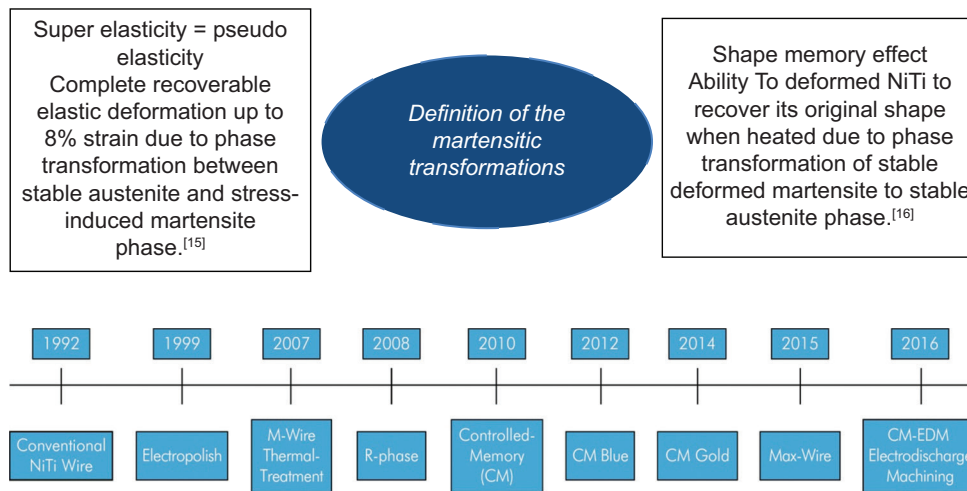 Super elasticity = pseudo
elasticity
Complete recoverable
elastic deformation up to
8% strain due to phase
transformation between
stable austenite and stress-
induced martensite
phase.[15]
Definition of the
martensitic
transformations
Shape memory effect
Ability To deformed NiTi to
recover its original shape
when heated due to phase
transformation of stable
deformed martensite to stable
austenite phase.[16]
1992
1999
2007
2008
2010
2012
2014
2015
2016
Conventional
NiTi Wire
Electropolish
M-Wire
Thermal-
Treatment
R-phase
Controlled-
Memory
(CM)
CM Blue
CM Gold
Max-Wire
CM-EDM
Electrodischarge
Machining